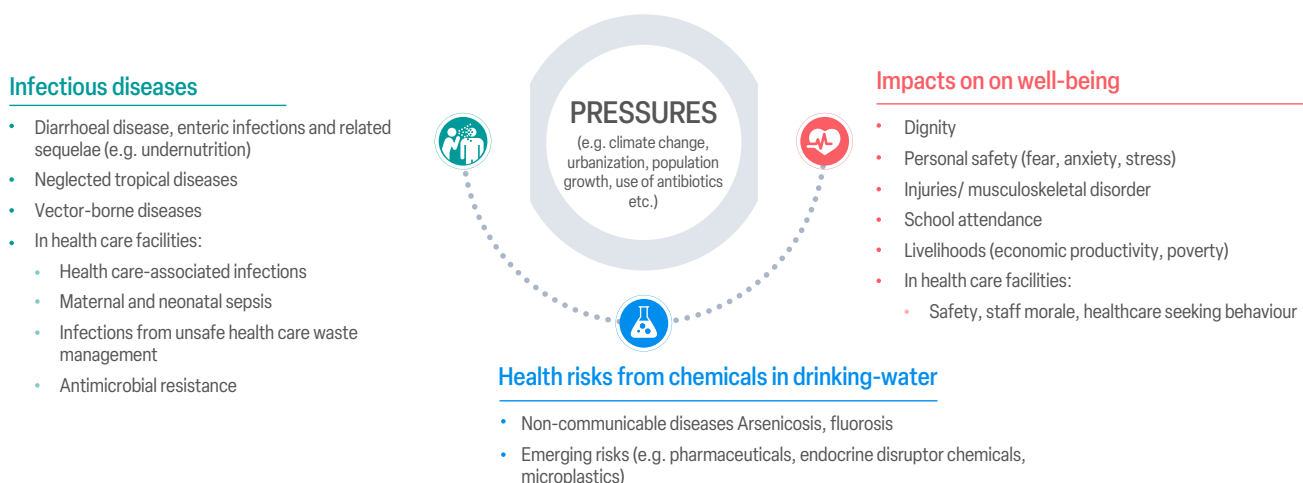 PRESSURES
(e.g. climate change,
urbanization, population
growth, use of antibiotics
etc.)
Infectious diseases
• Diarrhoeal disease, enteric infections and related
sequelae (e.g. undernutrition)
• Neglected tropical diseases
• Vector-borne diseases
• In health care facilities:
• Health care-associated infections
• Maternal and neonatal sepsis
• Infections from unsafe health care waste
management
• Antimicrobial resistance
Impacts on on well-being
• Dignity
• Personal safety (fear, anxiety, stress)
• Injuries/ musculoskeletal disorder
• School attendance
• Livelihoods (economic productivity, poverty)
• In health care facilities:
• Safety, staff morale, healthcare seeking behaviour
Health risks from chemicals in drinking-water
• Non-communicable diseases Arsenicosis, fluorosis
• Emerging risks (e.g. pharmaceuticals, endocrine disruptor chemicals,
microplastics)